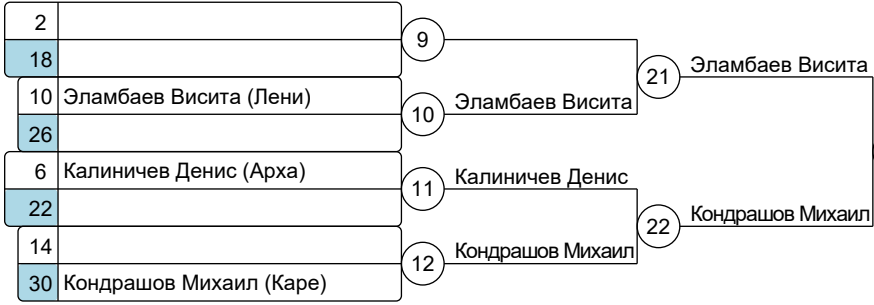 2
18
9
10 Эламбаев Висита (Лени)
26
10
Эламбаев Висита
21
Эламбаев Висита
6 Калиничев Денис (Арха)
22
11
Калиничев Денис
14
30 Кондрашов Михаил (Каре)
12
Кондрашов Михаил
22
Кондрашов Михаил